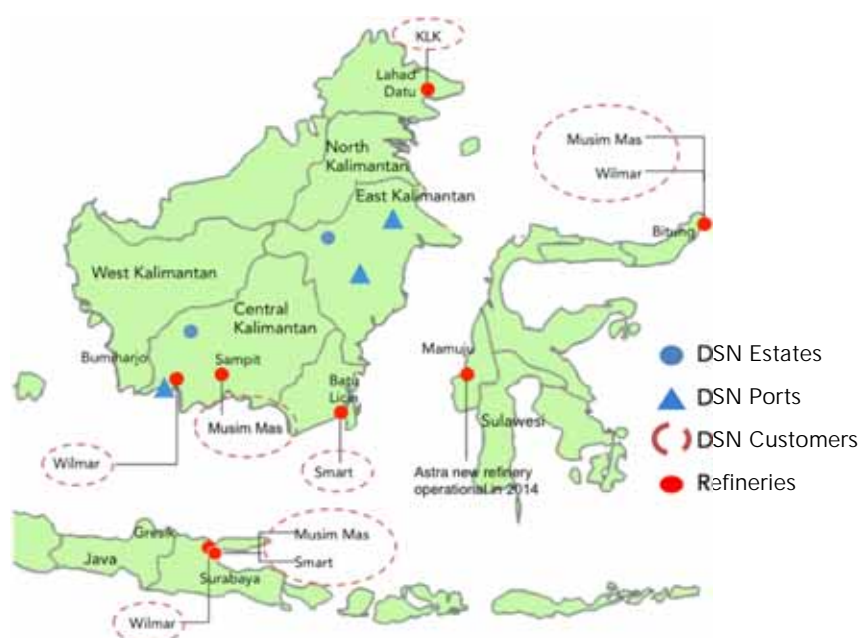 KLK
Lahad
Datu
North
Kalimantan
East Kalimantan
Musim Mas
Wilmar
Bitung
West Kalimantan
Central
Kalimantan
Bumiharjo
Sampit
Batu
Licin
Mamuju
Musim Mas
Sulawesi
Wilmar
Smart
Astra new refinery
operational in 2014
DSN Estates
DSN Ports
DSN Customers
Refineries
Gresik
Musim Mas
Java
Smart
Surabaya
Wilmar